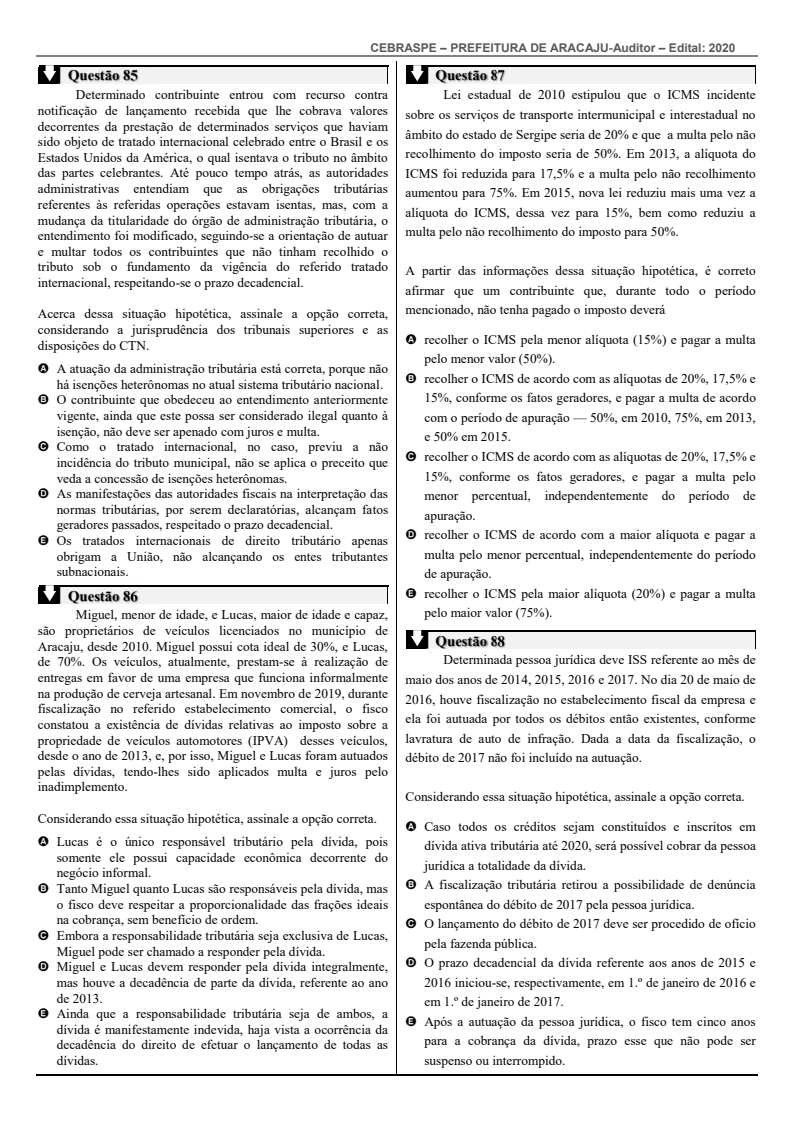 CEBRASPE – PREFEITURA DE ARACAJU-Auditor – Edital: 2020
Questão 85
Determinado contribuinte entrou com recurso contra
notificação de lançamento recebida que lhe cobrava valores
decorrentes da prestação de determinados serviços que haviam
sido objeto de tratado internacional celebrado entre o Brasil e os
Estados Unidos da América, o qual isentava o tributo no âmbito
das partes celebrantes. Até pouco tempo atrás, as autoridades
administrativas entendiam que as obrigações tributárias
referentes às referidas operações estavam isentas, mas, com a
mudança da titularidade do órgão de administração tributária, o
entendimento foi modificado, seguindo-se a orientação de autuar
e multar todos os contribuintes que não tinham recolhido o
tributo sob o fundamento da vigência do referido tratado
internacional, respeitando-se o prazo decadencial.
Acerca dessa situação hipotética, assinale a opção correta,
considerando a jurisprudência dos tribunais superiores e as
disposições do CTN.
A A atuação da administração tributária está correta, porque não
há isenções heterônomas no atual sistema tributário nacional.
B O contribuinte que obedeceu ao entendimento anteriormente
vigente, ainda que este possa ser considerado ilegal quanto à
isenção, não deve ser apenado com juros e multa.
C Como o tratado internacional, no caso, previu a não
incidência do tributo municipal, não se aplica o preceito que
veda a concessão de isenções heterônomas.
D As manifestações das autoridades fiscais na interpretação das
normas tributárias, por serem declaratórias, alcançam fatos
geradores passados, respeitado o prazo decadencial.
E Os tratados internacionais de direito tributário apenas
obrigam a União, não alcançando os entes tributantes
subnacionais.
Questão 86
Miguel, menor de idade, e Lucas, maior de idade e capaz,
são proprietários de veículos licenciados no município de
Aracaju, desde 2010. Miguel possui cota ideal de 30%, e Lucas,
de 70%. Os veículos, atualmente, prestam-se à realização de
entregas em favor de uma empresa que funciona informalmente
na produção de cerveja artesanal. Em novembro de 2019, durante
fiscalização no referido estabelecimento comercial, o fisco
constatou a existência de dívidas relativas ao imposto sobre a
propriedade de veículos automotores (IPVA) desses veículos,
desde o ano de 2013, e, por isso, Miguel e Lucas foram autuados
pelas dívidas, tendo-lhes sido aplicados multa e juros pelo
inadimplemento.
Considerando essa situação hipotética, assinale a opção correta.
A Lucas é o único responsável tributário pela dívida, pois
somente ele possui capacidade econômica decorrente do
negócio informal.
B Tanto Miguel quanto Lucas são responsáveis pela dívida, mas
o fisco deve respeitar a proporcionalidade das frações ideais
na cobrança, sem benefício de ordem.
C Embora a responsabilidade tributária seja exclusiva de Lucas,
Miguel pode ser chamado a responder pela dívida.
D Miguel e Lucas devem responder pela dívida integralmente,
mas houve a decadência de parte da dívida, referente ao ano
de 2013.
E Ainda que a responsabilidade tributária seja de ambos, a
dívida é manifestamente indevida, haja vista a ocorrência da
decadência do direito de efetuar o lançamento de todas as
dívidas.
Questão 87
Lei estadual de 2010 estipulou que o ICMS incidente
sobre os serviços de transporte intermunicipal e interestadual no
âmbito do estado de Sergipe seria de 20% e que a multa pelo não
recolhimento do imposto seria de 50%. Em 2013, a alíquota do
ICMS foi reduzida para 17,5% e a multa pelo não recolhimento
aumentou para 75%. Em 2015, nova lei reduziu mais uma vez a
alíquota do ICMS, dessa vez para 15%, bem como reduziu a
multa pelo não recolhimento do imposto para 50%.
A partir das informações dessa situação hipotética, é correto
afirmar que um contribuinte que, durante todo o período
mencionado, não tenha pagado o imposto deverá
A recolher o ICMS pela menor alíquota (15%) e pagar a multa
pelo menor valor (50%).
B recolher o ICMS de acordo com as alíquotas de 20%, 17,5% e
15%, conforme os fatos geradores, e pagar a multa de acordo
com o período de apuração — 50%, em 2010, 75%, em 2013,
e 50% em 2015.
C recolher o ICMS de acordo com as alíquotas de 20%, 17,5% e
15%, conforme os fatos geradores, e pagar a multa pelo
menor percentual, independentemente do período de
apuração.
D recolher o ICMS de acordo com a maior alíquota e pagar a
multa pelo menor percentual, independentemente do período
de apuração.
E recolher o ICMS pela maior alíquota (20%) e pagar a multa
pelo maior valor (75%).
Questão 88
Determinada pessoa jurídica deve ISS referente ao mês de
maio dos anos de 2014, 2015, 2016 e 2017. No dia 20 de maio de
2016, houve fiscalização no estabelecimento fiscal da empresa e
ela foi autuada por todos os débitos então existentes, conforme
lavratura de auto de infração. Dada a data da fiscalização, o
débito de 2017 não foi incluído na autuação.
Considerando essa situação hipotética, assinale a opção correta.
A Caso todos os créditos sejam constituídos e inscritos em
dívida ativa tributária até 2020, será possível cobrar da pessoa
jurídica a totalidade da dívida.
B A fiscalização tributária retirou a possibilidade de denúncia
espontânea do débito de 2017 pela pessoa jurídica.
C O lançamento do débito de 2017 deve ser procedido de ofício
pela fazenda pública.
D O prazo decadencial da dívida referente aos anos de 2015 e
2016 iniciou-se, respectivamente, em 1.º de janeiro de 2016 e
em 1.º de janeiro de 2017.
E Após a autuação da pessoa jurídica, o fisco tem cinco anos
para a cobrança da dívida, prazo esse que não pode ser
suspenso ou interrompido.